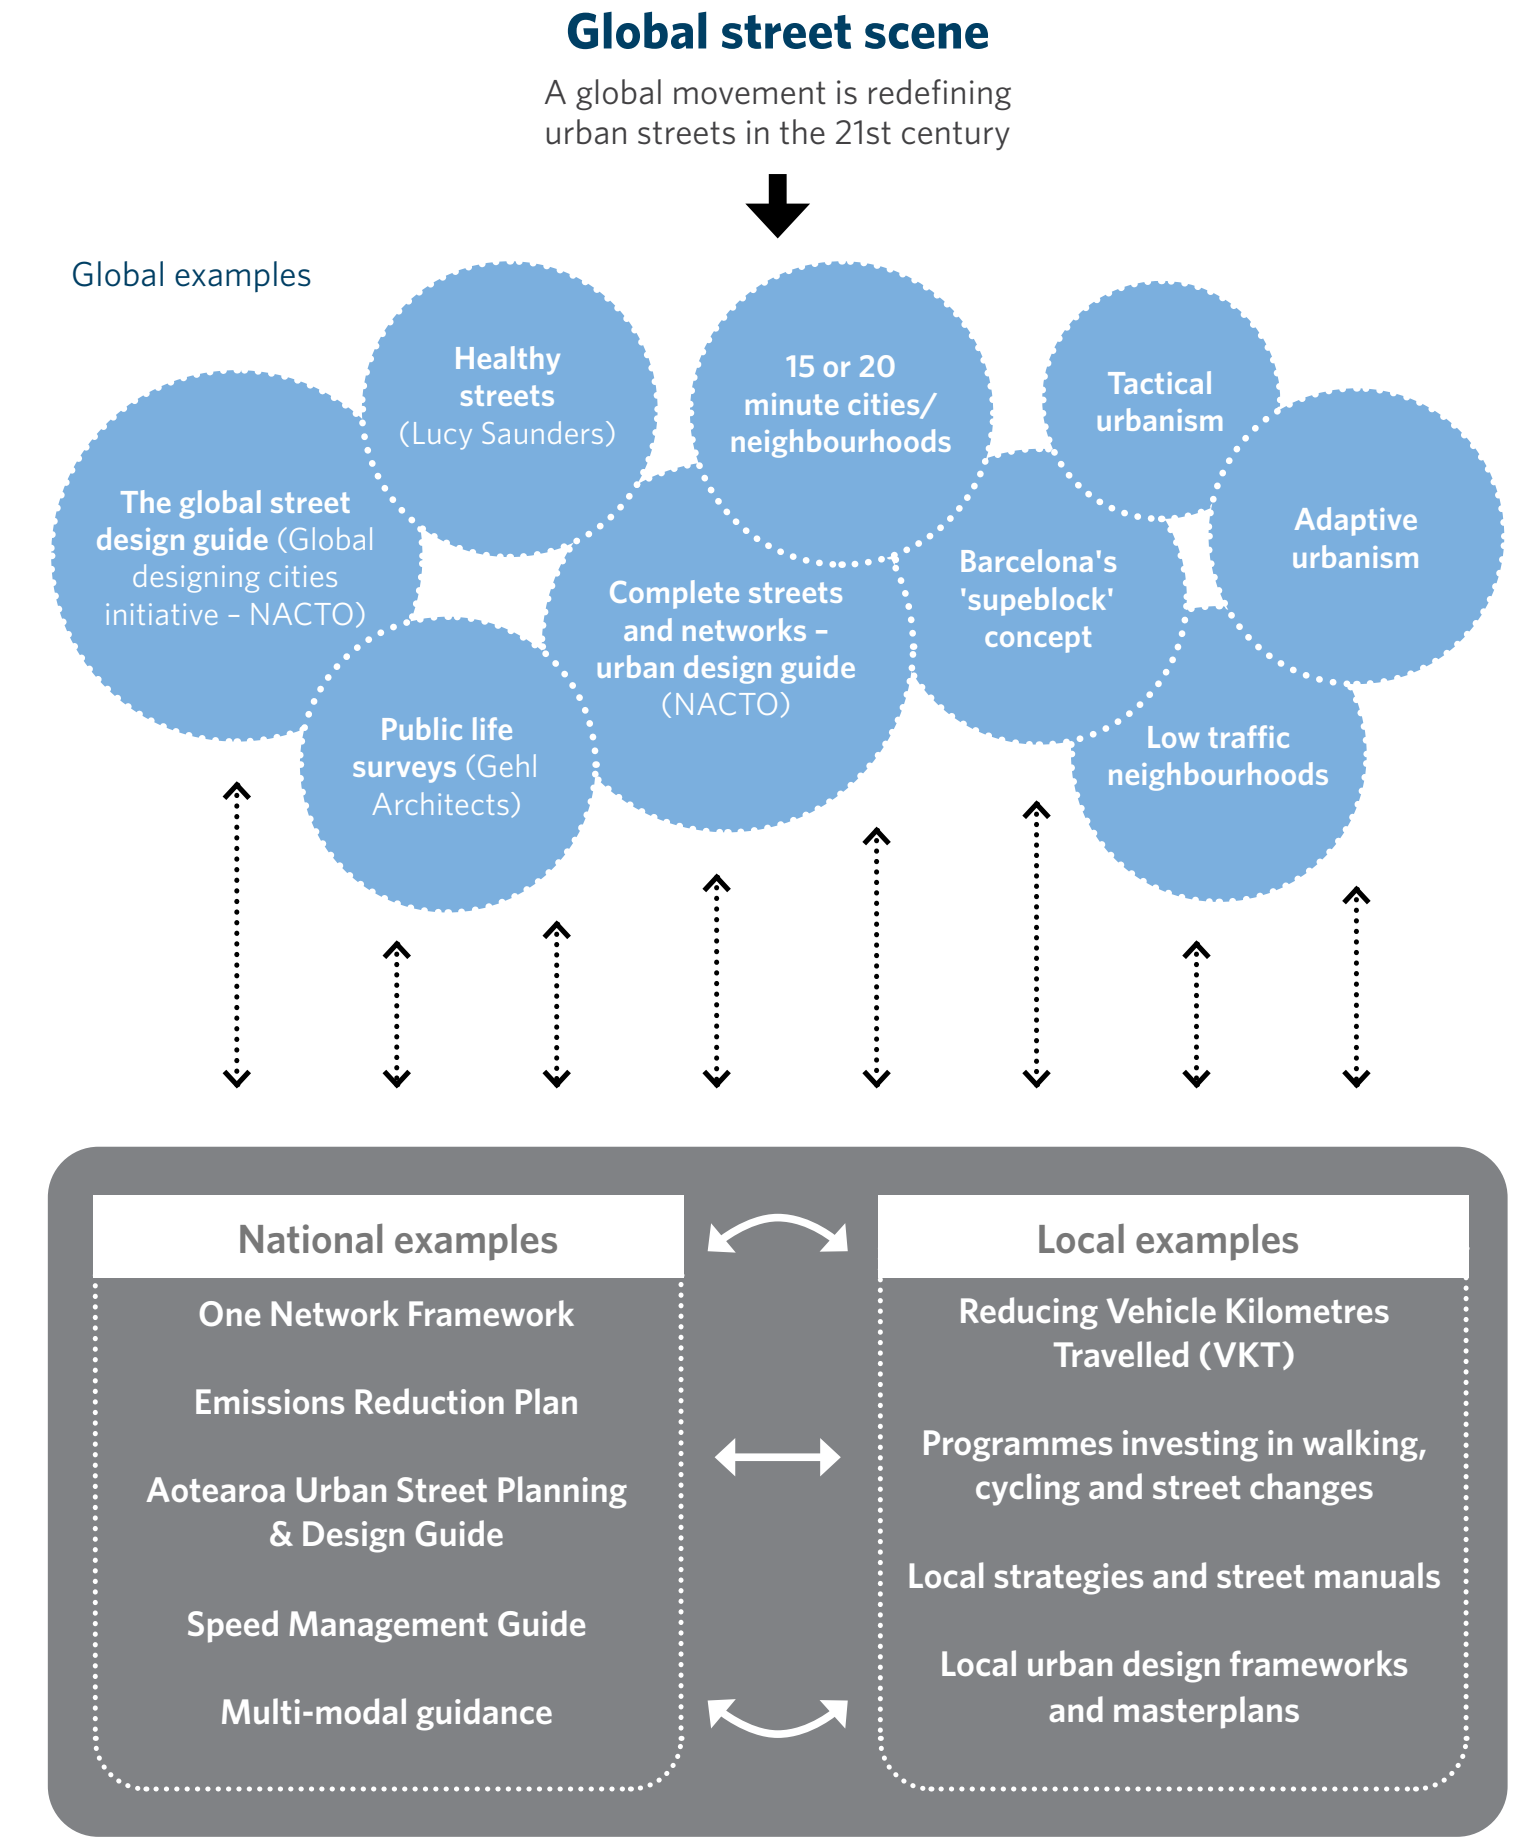 Global street scene
A global movement is redefining
urban streets in the 21st century
Global examples
Healthy
streets
(Lucy Saunders)
15 or 20
minute cities/
neighbourhoods
Tactical
urbanism
The global street
design guide (Global
designing cities
initiative – NACTO)
Adaptive
urbanism
Complete streets
and networks –
urban design guide
(NACTO)
Barcelona's
'supeblock'
concept
Public life
surveys (Gehl
Architects)
Low traffic
neighbourhoods
National examples
One Network Framework
Emissions Reduction Plan
Aotearoa Urban Street Planning
& Design Guide
Speed Management Guide
Multi-modal guidance
Local examples
Reducing Vehicle Kilometres
Travelled (VKT)
Programmes investing in walking,
cycling and street changes
Local strategies and street manuals
Local urban design frameworks
and masterplans